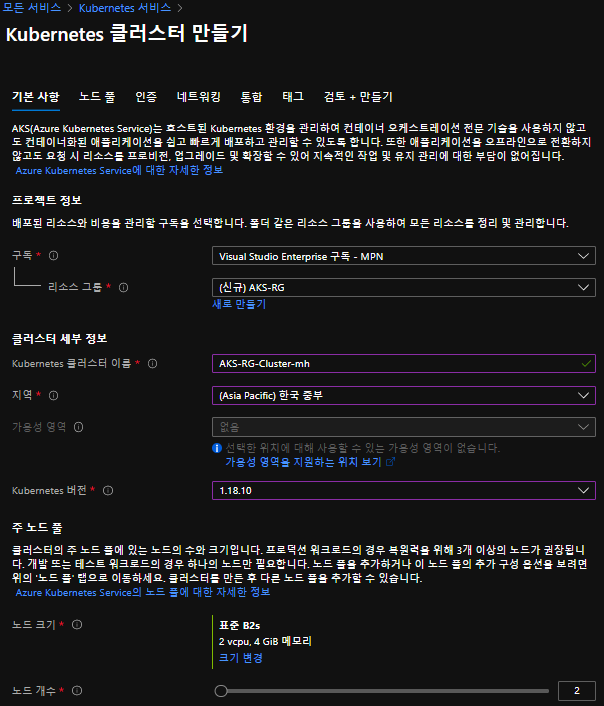 모든 서비스 > Kubernetes 서비스 >
Kubernetes 클러스터 만들기
기본 사항 노드 풀 인증 네트워킹 통합 태그 검토 + 만들기
AKS(Azure Kubernetes Service)는 호스트된 Kubernetes 환경을 관리하여 컨테이너 오케스트레이션 전문 기술을 사용하지 않고
도 컨테이너화된 애플리케이션을 쉽고 빠르게 배포하고 관리할 수 있도록 합니다. 또한 애플리케이션을 오프라인으로 전환하지
않고도 요청 시 리소스를 프로비전, 업그레이드 및 확장할 수 있어 지속적인 작업 및 유지 관리에 대한 부담이 없어집니다.
Azure Kubernetes Service에 대한 자세한 정보
프로젝트 정보
배포된 리소스와 비용을 관리할 구독을 선택합니다. 폴더 같은 리소스 그룹을 사용하여 모든 리소스를 정리 및 관리합니다.
구독 *
Visual Studio Enterprise 구독 - MPN
리소스 그룹 *
(신규) AKS-RG
새로 만들기
클러스터 세부 정보
Kubernetes 클러스터 이름 *
AKS-RG-Cluster-mh
지역 *
(Asia Pacific) 한국 중부
가용성 영역
없음
선택한 위치에 대해 사용할 수 있는 가용성 영역이 없습니다.
가용성 영역을 지원하는 위치 보기
Kubernetes 버전 *
1.18.10
주 노드 풀
클러스터의 주 노드 풀에 있는 노드의 수와 크기입니다. 프로덕션 워크로드의 경우 복원력을 위해 3개 이상의 노드가 권장됩니
다. 개발 또는 테스트 워크로드의 경우 하나의 노드만 필요합니다. 노드 풀을 추가하거나 이 노드 풀의 추가 구성 옵션을 보려면
위의 '노드 풀' 탭으로 이동하세요. 클러스터를 만든 후 다른 노드 풀을 추가할 수 있습니다.
Azure Kubernetes Service의 노드 풀에 대한 자세한 정보
노드 크기 *
표준 B2s
2 vcpu, 4 GiB 메모리
크기 변경
노드 개수 *
2